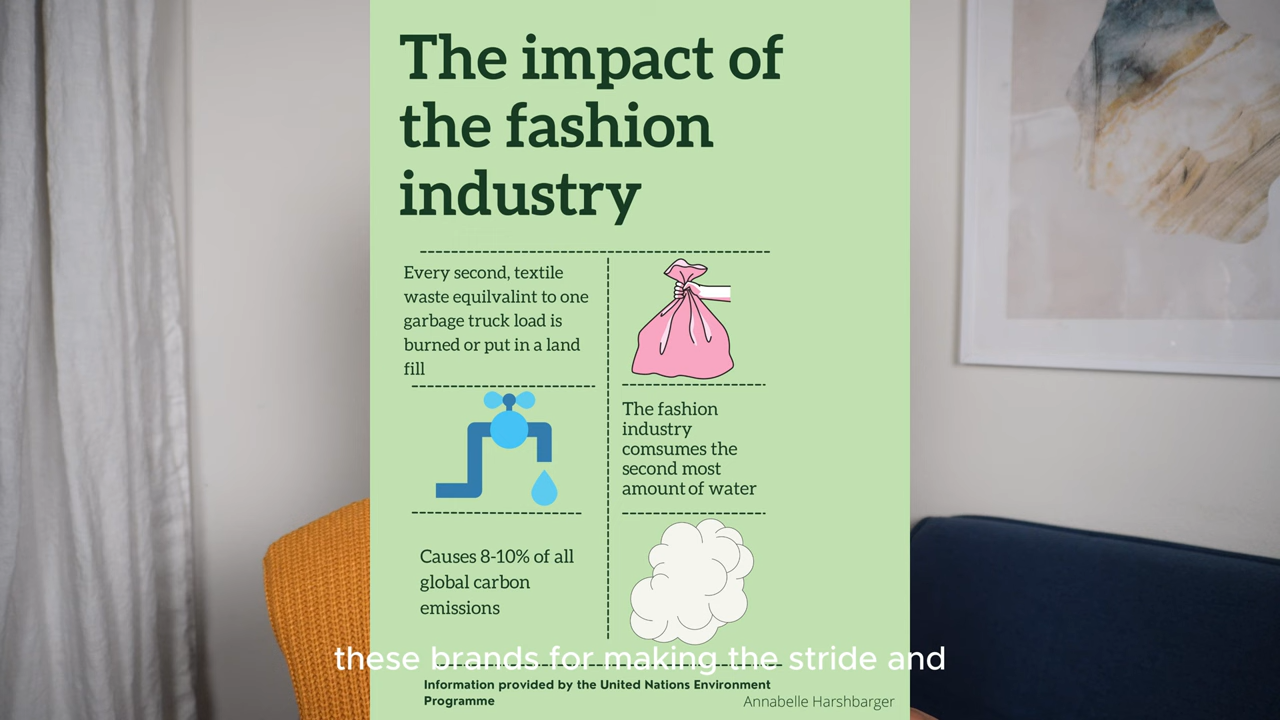 The impact of
the fashion
industry
Every second, textile
waste equilvalint to one
garbage truck load is
burned or put in a land
fill
The fashion
industry
comsumes the
second most
amount of water
Causes 8-10% of all
global carbon
emissions
these brands for making the stride and
Information provided by the United Nations Environment
Programme
Annabelle Harshbarger